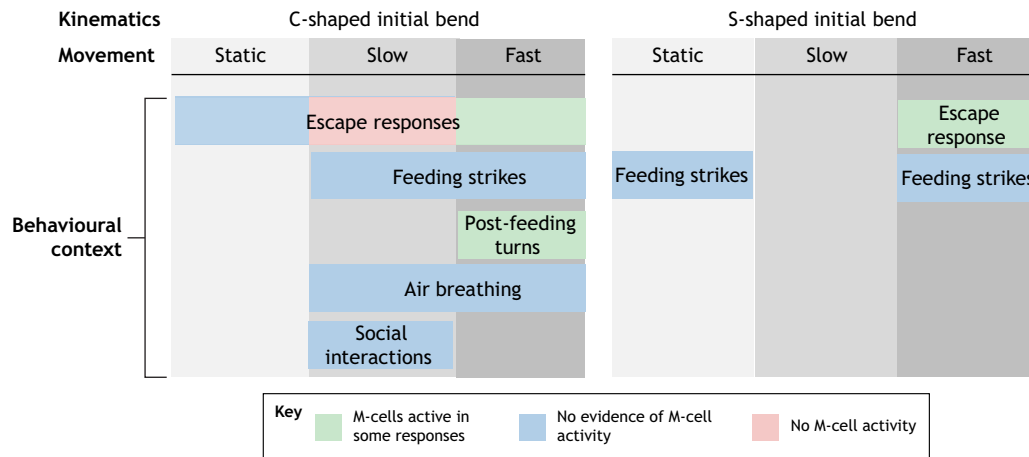 Kinematics C-shaped initial bend S-shaped initial bend
Movement Static Slow Fast Static Slow Fast
Escape responses
Escape
response
Feeding strikes Feeding strikes Feeding strikes
Behavioural
context
Post-feeding
turns
Air breathing
Social
interactions
Key
M-cells active in
some responses
No evidence of M-cell
activity
No M-cell activity